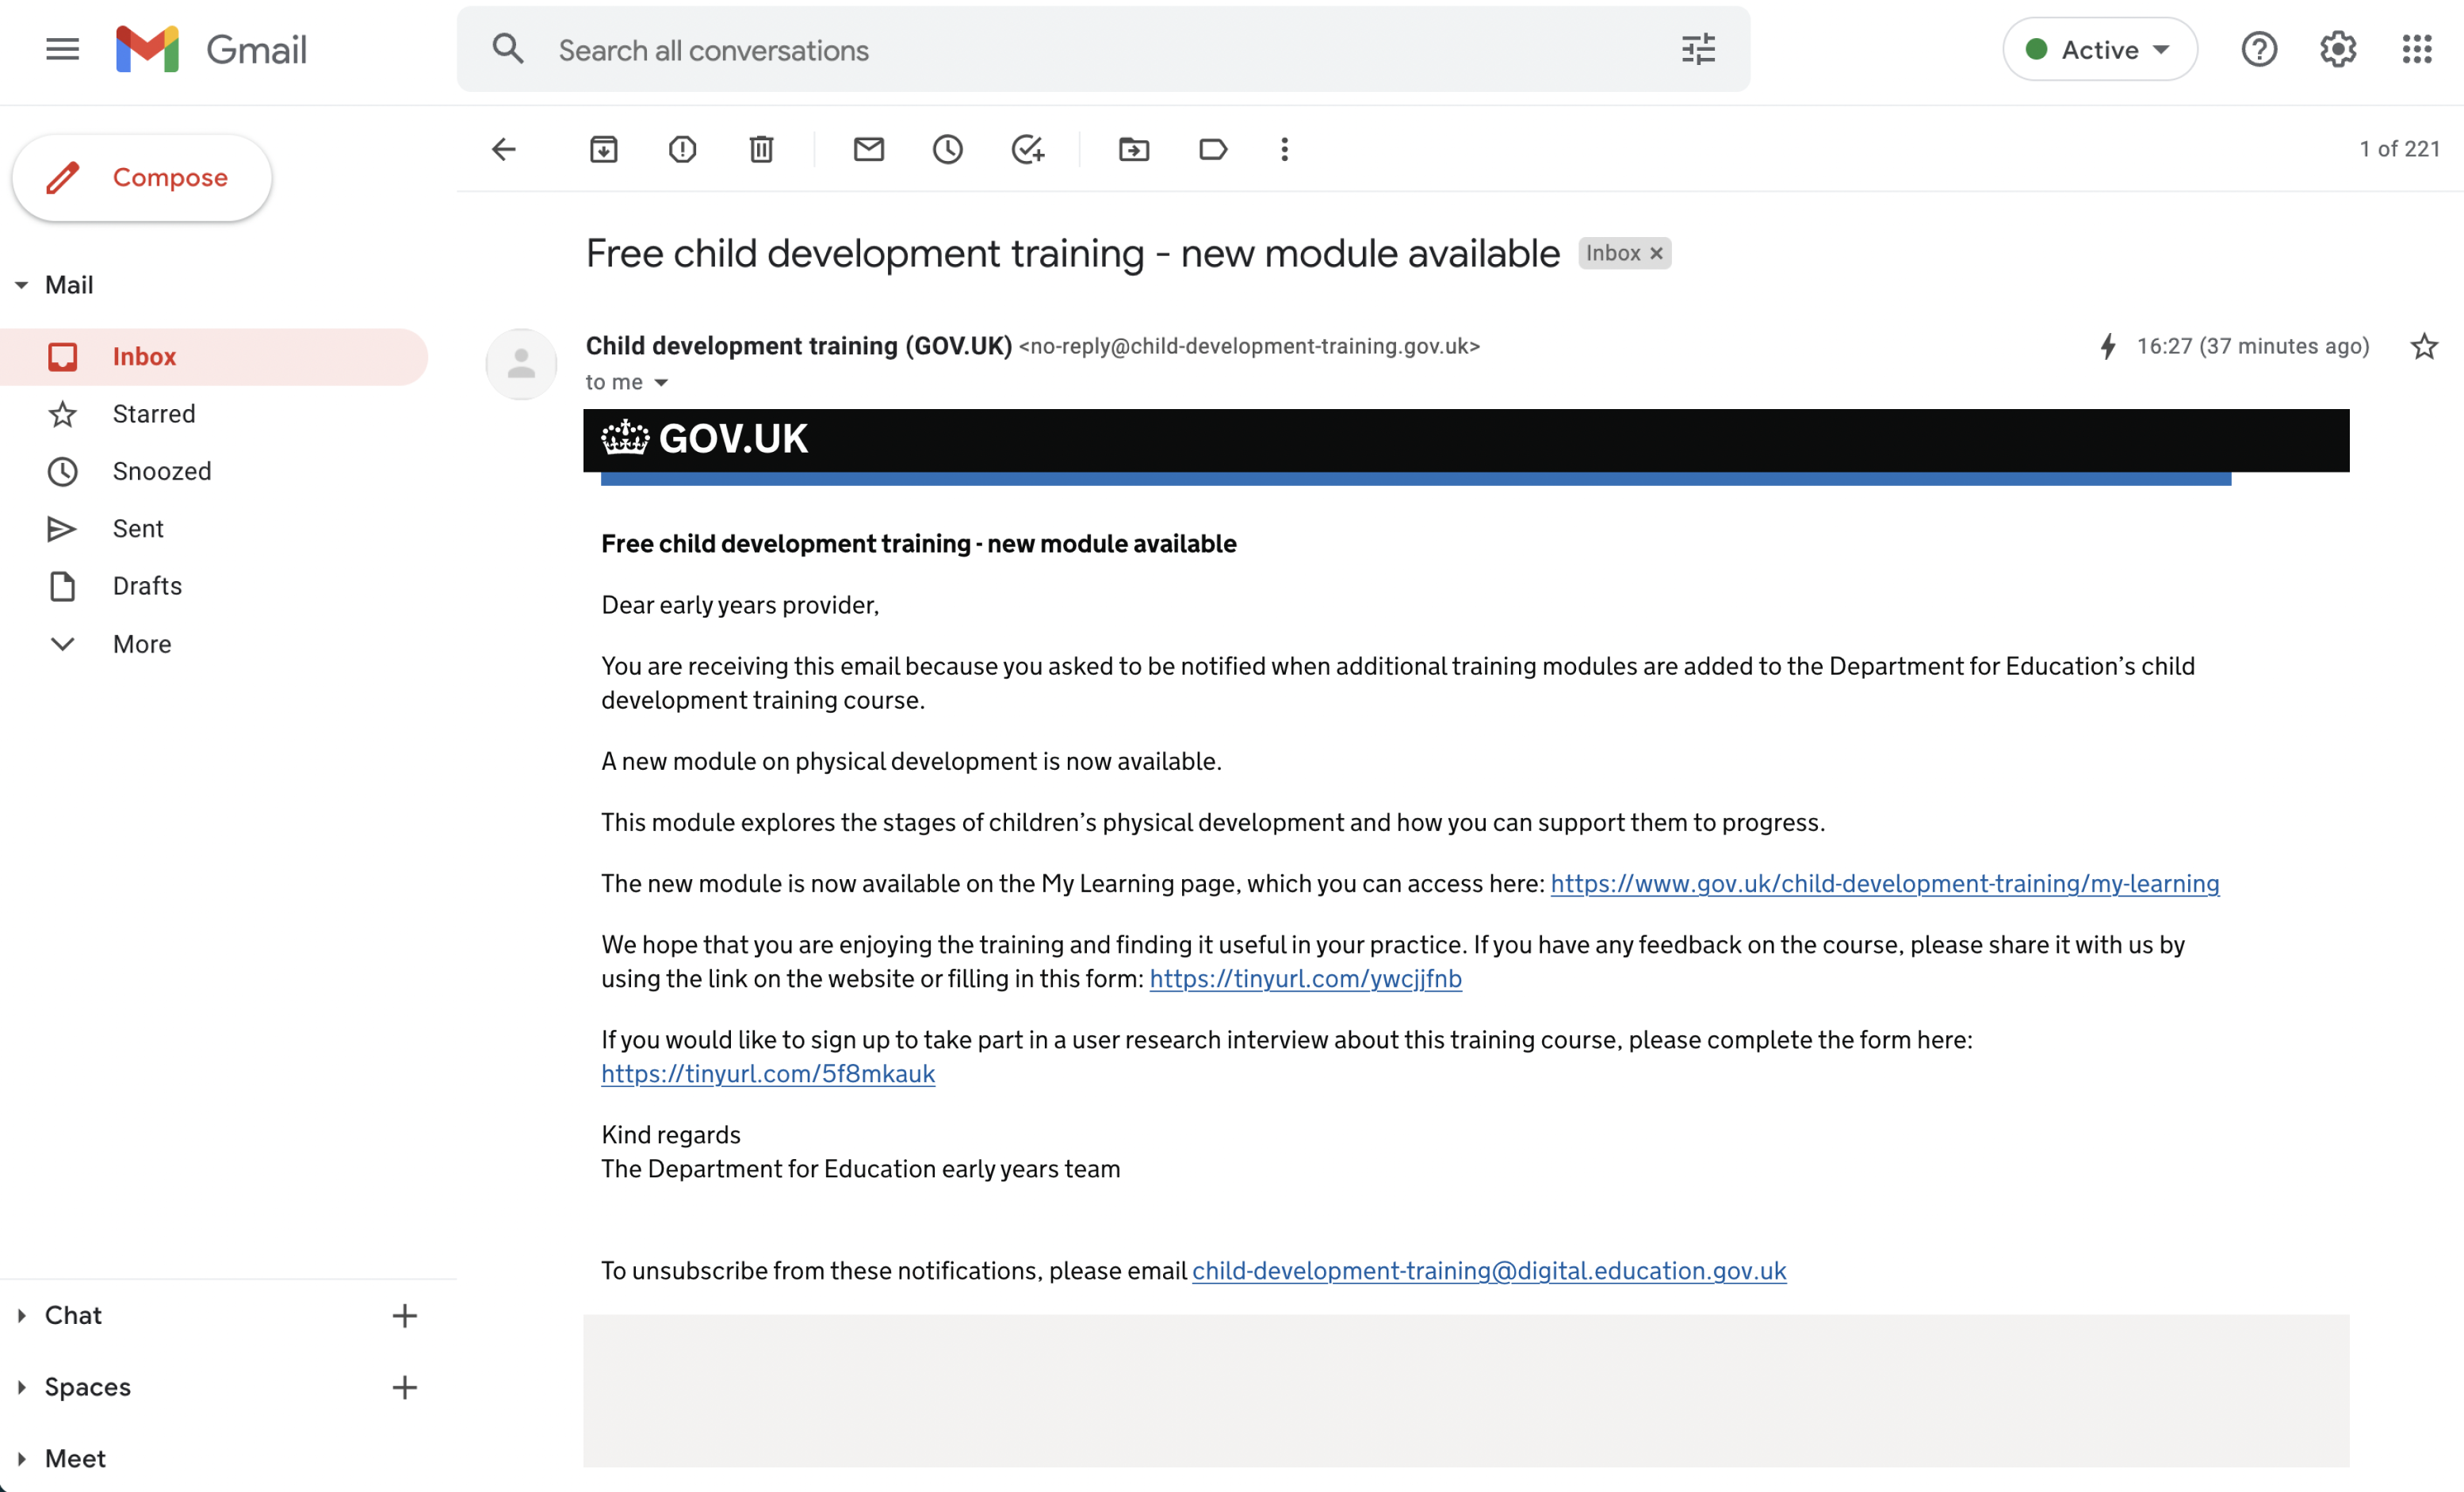 Gmail
Search all conversations
Active
Compose
1 of 221
Mail
Inbox
Starred
Snoozed
Sent
Drafts
More
Chat
Spaces
Meet
Free child development training - new module available Inbox ×
Child development training (GOV.UK) <no-reply@child-development-training.gov.uk> 16:27 (37 minutes ago)
to me
GOV.UK
Free child development training - new module available
Dear early years provider,
You are receiving this email because you asked to be notified when additional training modules are added to the Department for Education’s child
development training course.
A new module on physical development is now available.
This module explores the stages of children’s physical development and how you can support them to progress.
The new module is now available on the My Learning page, which you can access here: https://www.gov.uk/child-development-training/my-learning
We hope that you are enjoying the training and finding it useful in your practice. If you have any feedback on the course, please share it with us by
using the link on the website or filling in this form: https://tinyurl.com/ywcjjfnb
If you would like to sign up to take part in a user research interview about this training course, please complete the form here:
https://tinyurl.com/5f8mkauk
Kind regards
The Department for Education early years team
To unsubscribe from these notifications, please email child-development-training@digital.education.gov.uk